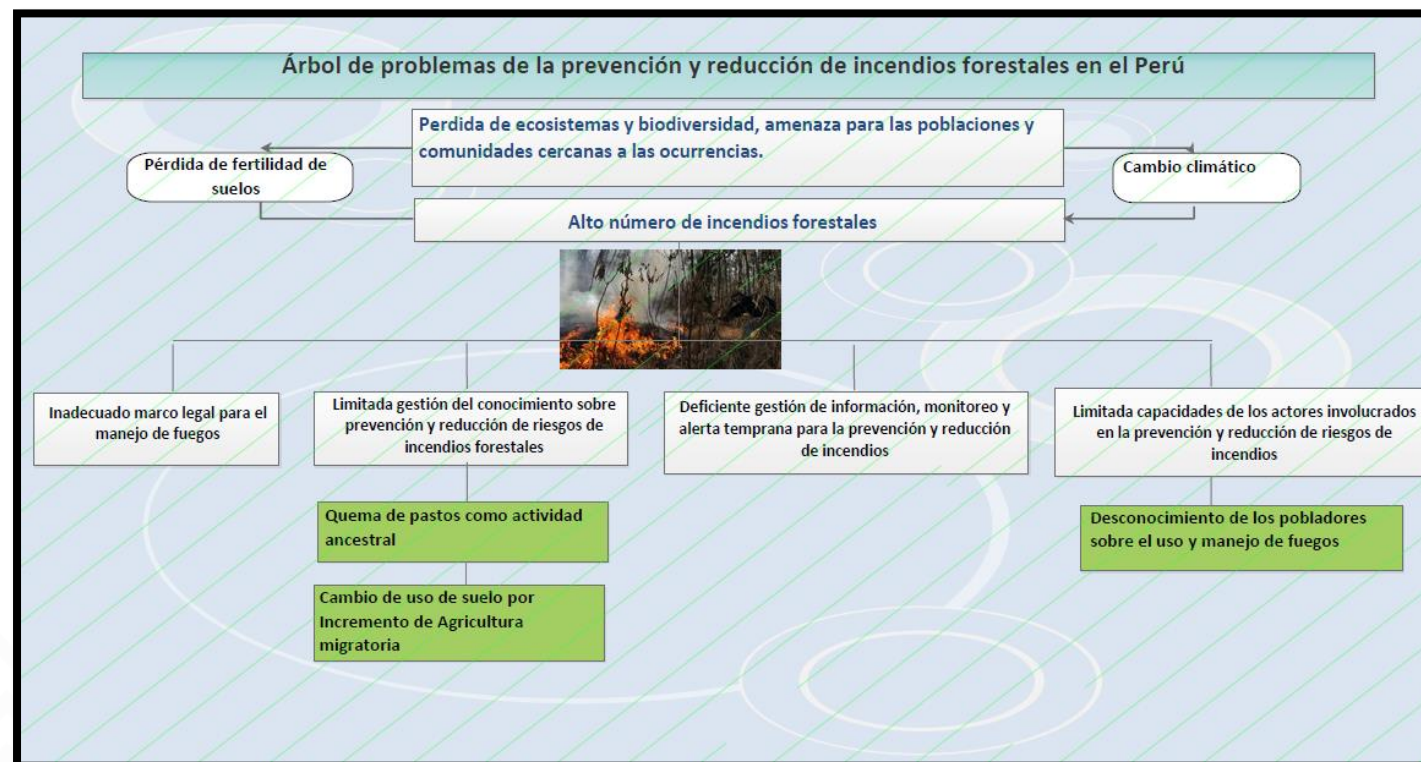 Árbol de problemas de la prevención y reducción de incendios forestales en el Perú
Perdida de ecosistemas y biodiversidad, amenaza para las poblaciones y
comunidades cercanas a las ocurrencias.
Pérdida de fertilidad de
suelos
Cambio climático
Alto número de incendios forestales
Inadecuado marco legal para el
manejo de fuegos
Limitada gestión del conocimiento sobre
prevención y reducción de riesgos de
incendios forestales
Deficiente gestión de información, monitoreo y
alerta temprana para la prevención y reducción
de incendios
Limitada capacidades de los actores involucrados
en la prevención y reducción de riesgos de
incendios
Quema de pastos como actividad
ancestral
Desconocimiento de los pobladores
sobre el uso y manejo de fuegos
Cambio de uso de suelo por
Incremento de Agricultura
migratoria